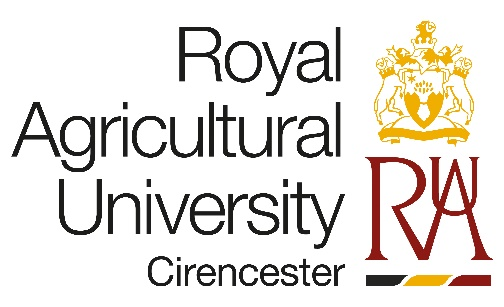 Royal
Agricultural
University
Cirencester
RAU